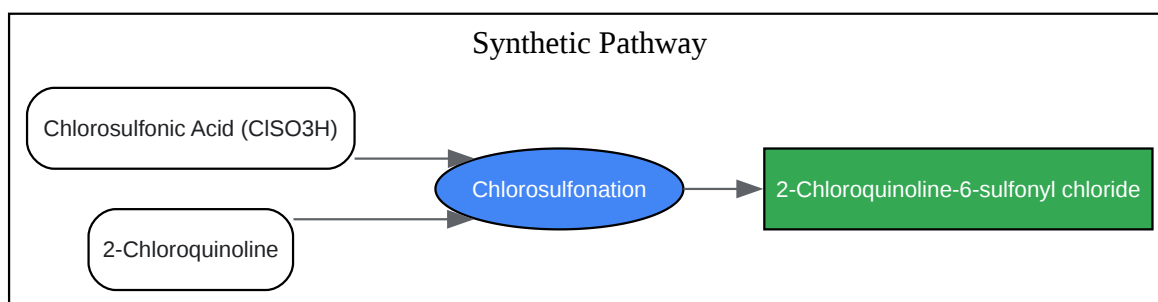 Synthetic Pathway
Chlorosulfonic Acid (ClSO3H)
Chlorosulfonation
2-Chloroquinoline-6-sulfonyl chloride
2-Chloroquinoline